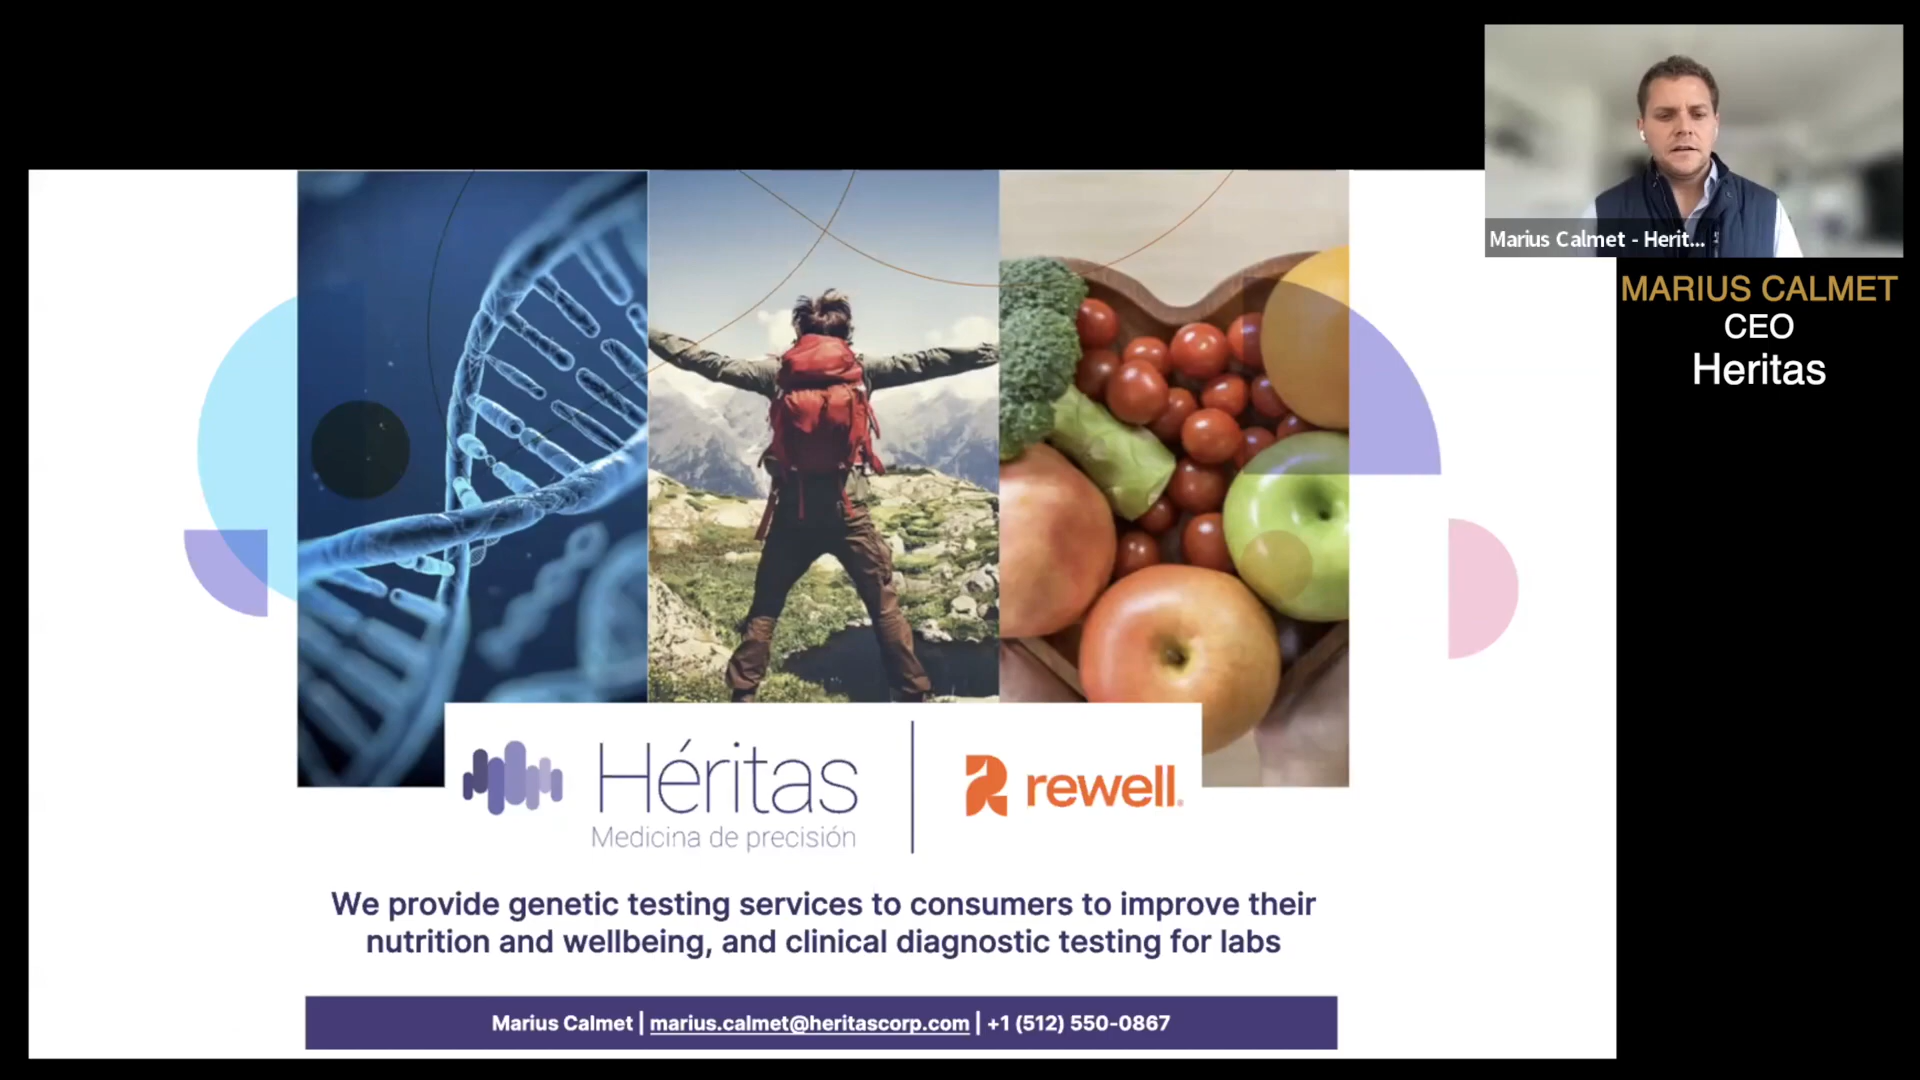 Marius Calmet - Herit...
MARIUS CALMET
CEO
Heritas
Héritas
Medicina de precisión
rewell
We provide genetic testing services to consumers to improve their
nutrition and wellbeing, and clinical diagnostic testing for labs
Marius Calmet | marius.calmet@heritascorp.com | +1 (512) 550-0867